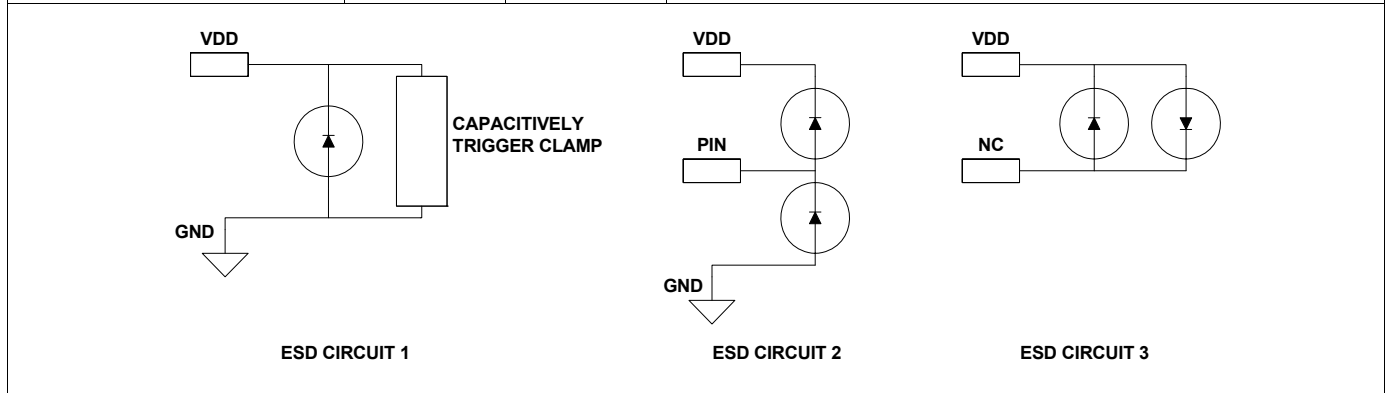 VDD
CAPACITIVELY
TRIGGER CLAMP
GND
ESD CIRCUIT 1
VDD
PIN
GND
ESD CIRCUIT 2
VDD
NC
ESD CIRCUIT 3